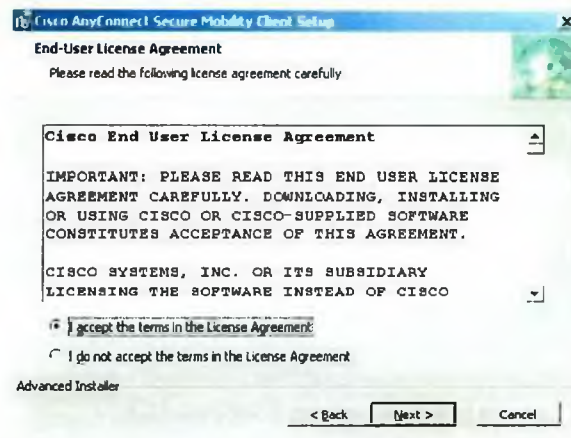 Cisco AnyConnect Secure Mobility Client Setup
End-User License Agreement
Please read the following license agreement carefully
Cisco End User License Agreement
IMPORTANT: PLEASE READ THIS END USER LICENSE
AGREEMENT CAREFULLY. DOWNLOADING, INSTALLING
OR USING CISCO OR CISCO-SUPPLIED SOFTWARE
CONSTITUTES ACCEPTANCE OF THIS AGREEMENT.
CISCO SYSTEMS, INC. OR ITS SUBSIDIARY
LICENSING THE SOFTWARE INSTEAD OF CISCO
I accept the terms in the License Agreement
I do not accept the terms in the License Agreement
Advanced Installer
< Back Next > Cancel